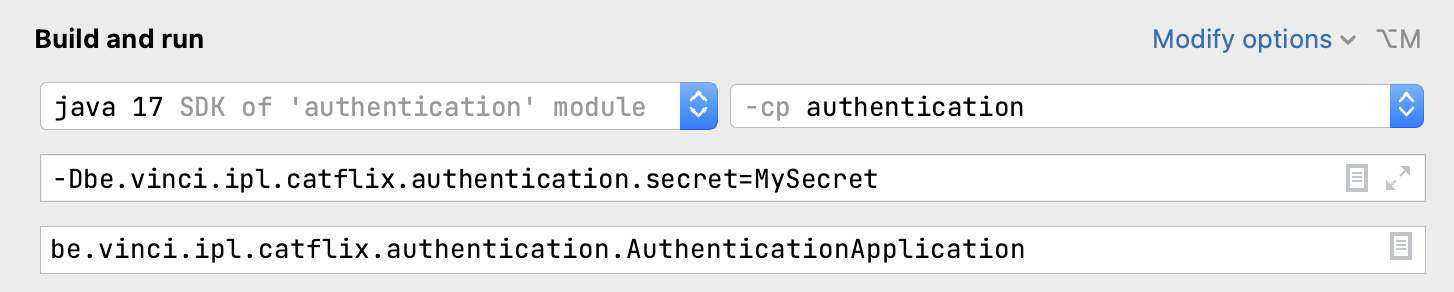 Build and run
Modify options ⌥M
java 17 SDK of 'authentication' module
-cp authentication
-Dbe.vinci.ipl.catflix.authentication.secret=MySecret
be.vinci.ipl.catflix.authentication.AuthenticationApplication